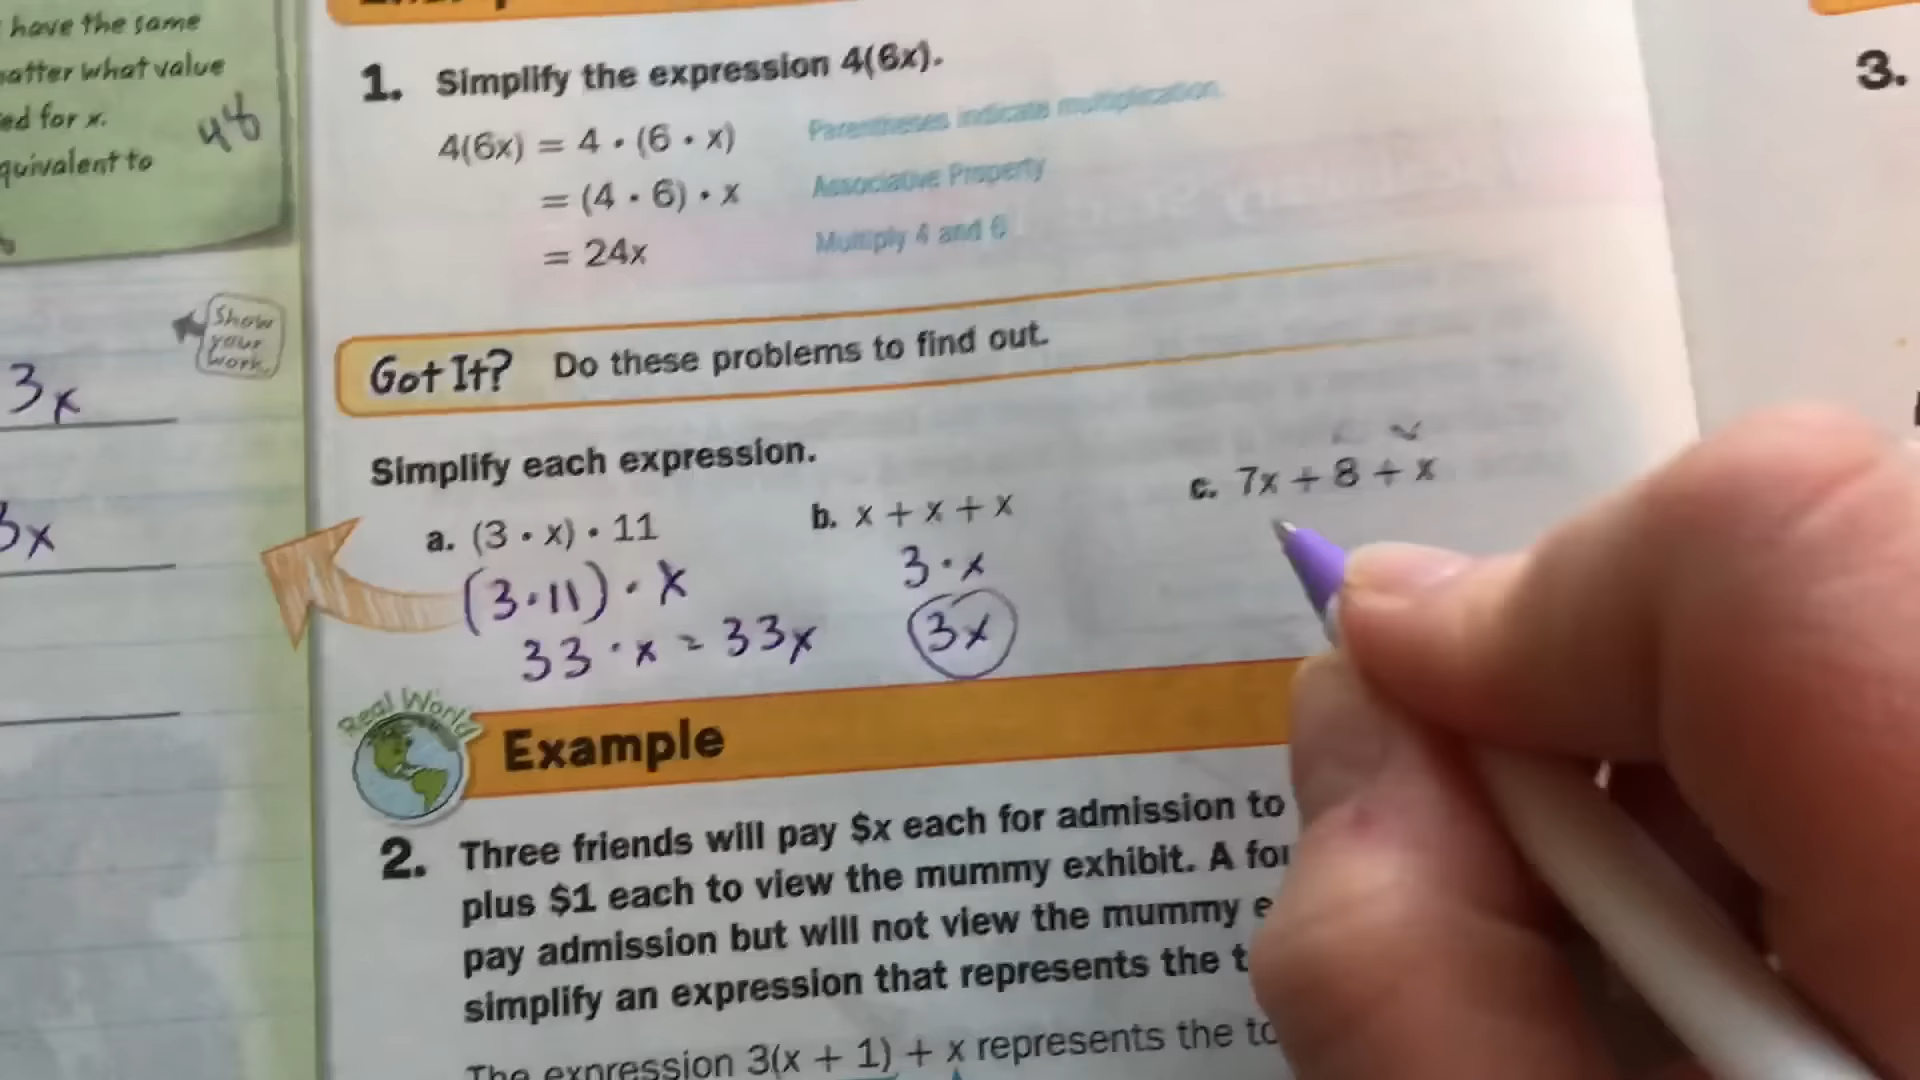 have the same
matter what value
ed for x.
48
quivalent to
Show
your
work.
3x
3x
1. Simplify the expression 4(6x).
4(6x) = 4 • (6 • x) Parentheses indicate multiplication.
= (4 • 6) • x Associative Property
= 24x Multiply 4 and 6
Got It? Do these problems to find out.
Simplify each expression.
a. (3 • x) • 11
b. x + x + x
c. 7x + 8 + x
(3·11) · x
33 · x = 33x
3 · x
3x
Real World
Example
2. Three friends will pay $x each for admission to
plus $1 each to view the mummy exhibit. A
pay admission but will not view the mummy
simplify an expression that represents the
The expression 3(x + 1) + x represents the
3.